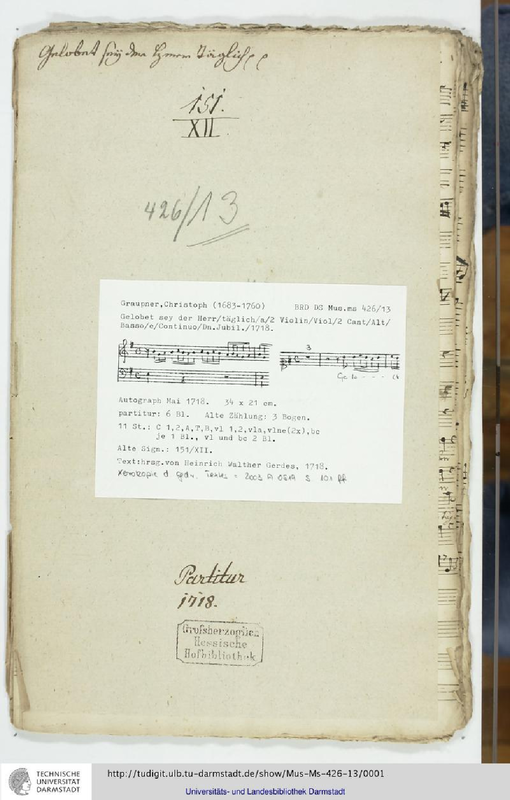 Gelobet sey der Herr täglich
151.
XII
426/13
Graupner,Christoph (1683-1760) BRD DS Mus.ms 426/13
Gelobet sey der Herr/täglich/a/2 Violin/Viol/2 Cant/Alt/
Basso/e/Continuo/Dn.Jubil./1718.
8
Ge lo - - - -
Autograph Mai 1718. 34 x 21 cm.
partitur: 6 Bl. Alte Zählung: 3 Bogen.
11 St.: C 1,2,A,T,B,vl 1,2,vla,vlne(2x),bc
je 1 Bl., vl und bc 2 Bl.
Alte Sign.: 151/XII.
Text:hrsg.von Heinrich Walther Gerdes, 1718.
Partitur
1718.
Großherzoglich
Hessische
Hofbibliothek
TECHNISCHE
UNIVERSITÄT
DARMSTADT
http://tudigit.ulb.tu-darmstadt.de/show/Mus-Ms-426-13/0001
Universitäts- und Landesbibliothek Darmstadt